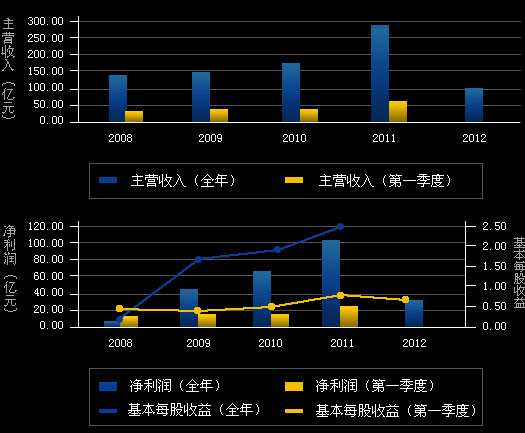 主营收入（亿元）
300.00
250.00
200.00
150.00
100.00
50.00
0.00
2008 2009 2010 2011 2012
主营收入（全年） 主营收入（第一季度）
净利润（亿元）
120.00
100.00
80.00
60.00
40.00
20.00
0.00
2.50
2.00
1.50
1.00
0.50
0.00
基本每股收益
2008 2009 2010 2011 2012
净利润（全年） 净利润（第一季度）
基本每股收益（全年） 基本每股收益（第一季度）